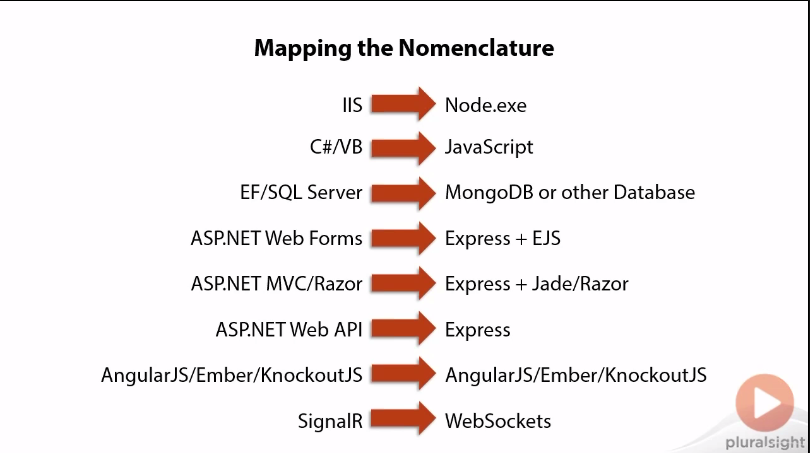 Mapping the Nomenclature
IIS Node.exe
C#/VB JavaScript
EF/SQL Server MongoDB or other Database
ASP.NET Web Forms Express + EJS
ASP.NET MVC/Razor Express + Jade/Razor
ASP.NET Web API Express
AngularJS/Ember/KnockoutJS AngularJS/Ember/KnockoutJS
SignalR WebSockets
pluralsight